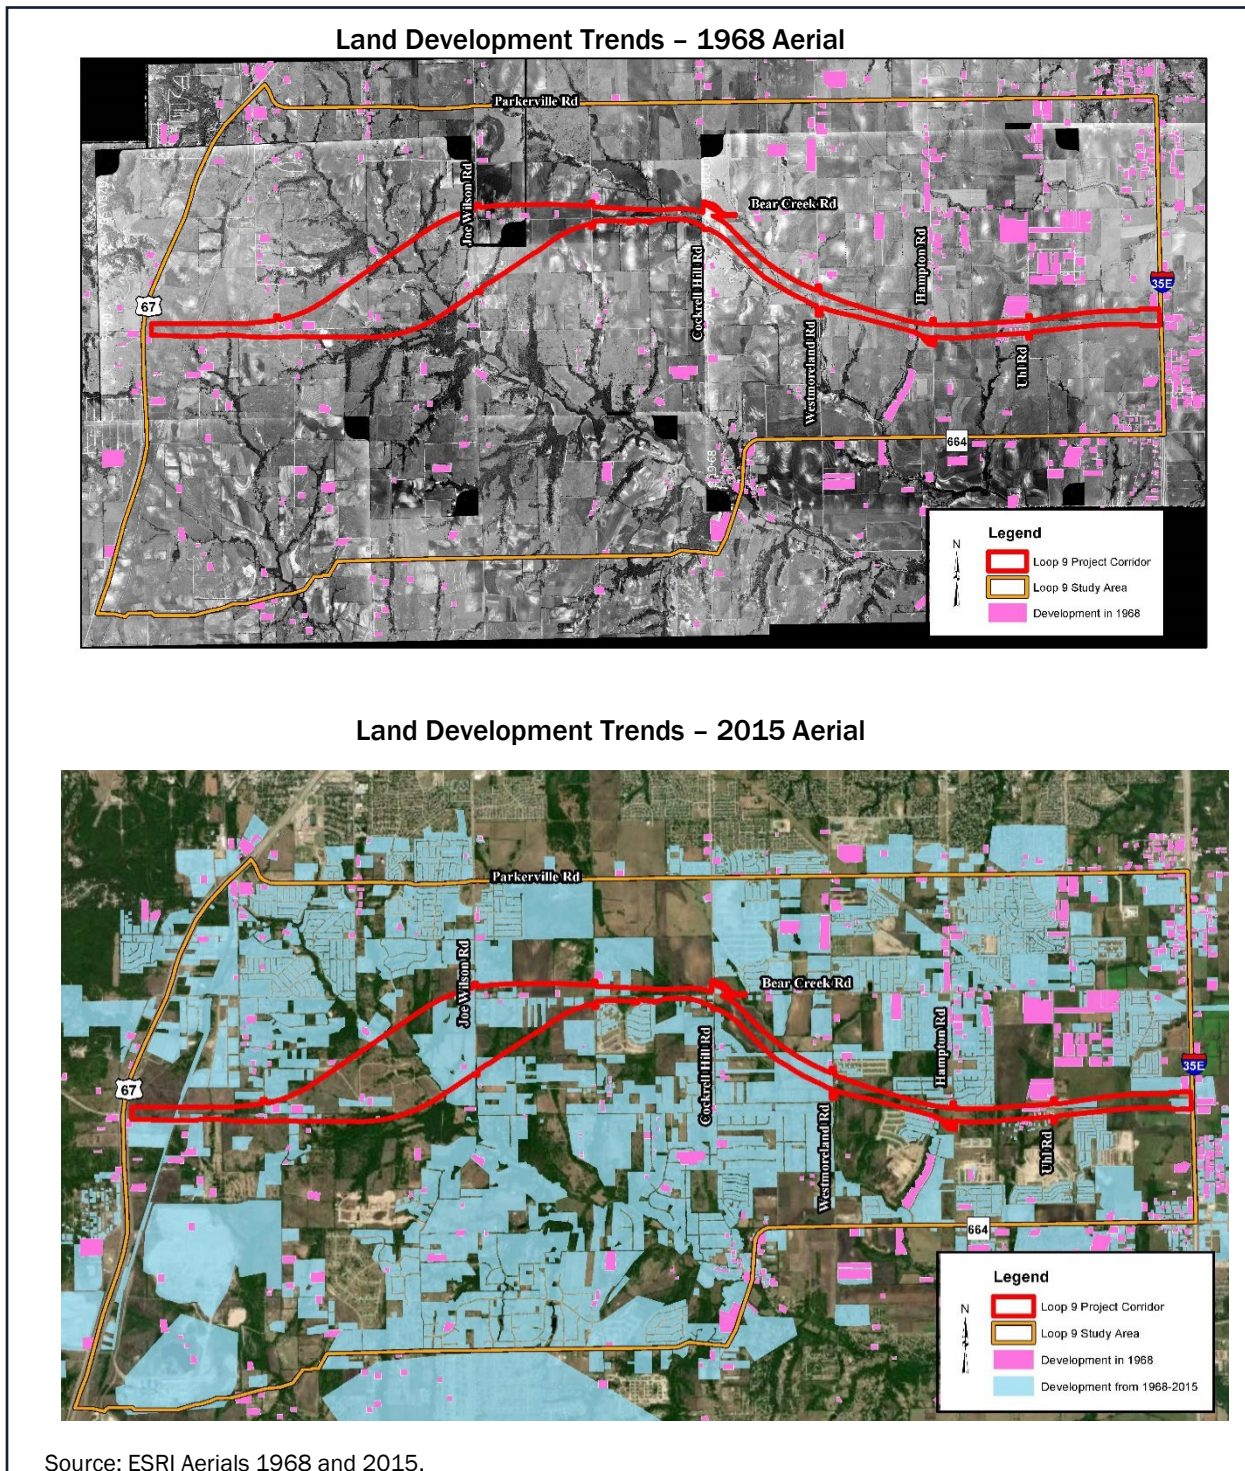 Land Development Trends – 1968 Aerial
Parkerville Rd
Joe Wilson Rd
Bear Creek Rd
Cockrell Hill Rd
Hampton Rd
67
35E
Westmoreland Rd
Uhl Rd
664
N
Legend
Loop 9 Project Corridor
Loop 9 Study Area
Development in 1968
Land Development Trends – 2015 Aerial
Parkerville Rd
Joe Wilson Rd
Bear Creek Rd
Cockrell Hill Rd
Hampton Rd
35E
67
Westmoreland Rd
Uhl Rd
664
N
Legend
Loop 9 Project Corridor
Loop 9 Study Area
Development in 1968
Development from 1968-2015
Source: ESRI Aerials 1968 and 2015.